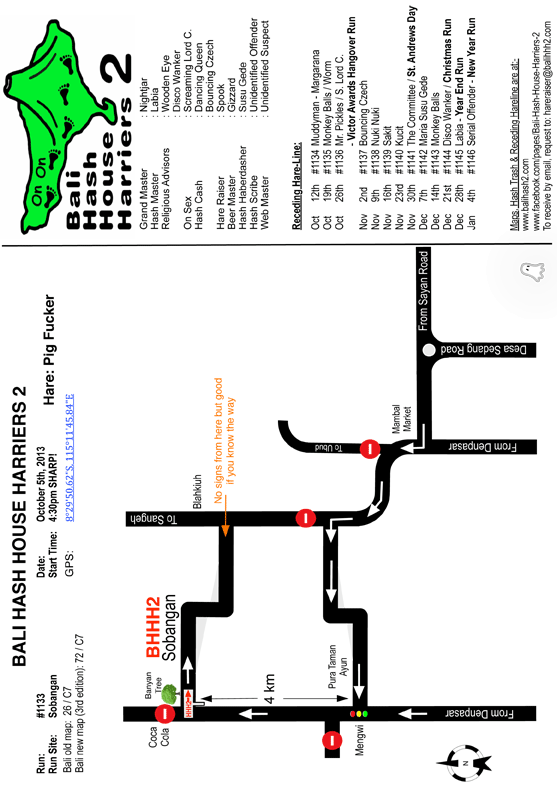 BALI HASH HOUSE HARRIERS 2
Run: #1133
Run Site: Sobangan
Bali old map: 26 / C7
Bali new map (3rd edition): 72 / C7
Date: October 5th, 2013
Start Time: 4:30pm SHARP!
GPS: 8°29'50.62"S, 115°11'45.84"E
Hare: Pig Fucker
Coca
Cola
Banyan
Tree
BHHH2
Sobangan
HHH
4 km
Mengwi
Pura Taman
Ayun
From Denpasar
N
To Sangeh
Blahkiuh
No signs from here but good
if you know the way
To Ubud
Mambal
Market
From Denpasar
From Sayan Road
Desa Sedang Road
On On
Bali
Hash
House
Harriers 2
Grand Master Nightjar
Hash Master Labia
Religious Advisors Wooden Eye
Disco Wanker
On Sex Screaming Lord C.
Hash Cash Dancing Queen
Bouncing Czech
Hare Raiser Spook
Beer Master Gizzard
Hash Haberdasher Susu Gede
Hash Scribe Unidentified Offender
Web Master Unidentified Suspect
Receding Hare-Line:
Oct 12th #1134 Muddyman - Margarana
Oct 19th #1135 Monkey Balls / Worm
Oct 26th #1136 Mr. Pickles / S. Lord C.
- Victor Awards Hangover Run
Nov 2nd #1137 Bouncing Czech
Nov 9th #1138 Nuki Nuki
Nov 16th #1139 Sakit
Nov 23rd #1140 Kucit
Nov 30th #1141 The Committee / St. Andrews Day
Dec 7th #1142 Maria Susu Gede
Dec 14th #1143 Monkey Balls
Dec 21st #1144 Disco Wanker / Christmas Run
Dec 28th #1145 Labia - Year End Run
Jan 4th #1146 Serial Offender - New Year Run
Maps, Hash Trash & Receding Hareline are at:
www.balihash2.com
www.facebook.com/pages/Bali-Hash-House-Harriers-2
To receive by email, request to: hareraiser@balihhh2.com